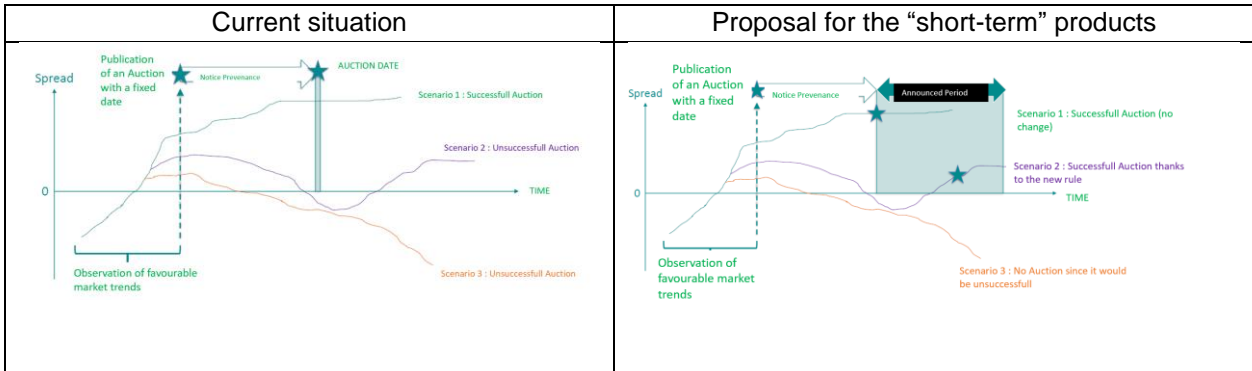 Current situation
Publication
of an Auction
with a fixed
date
Notice Prevenance
AUCTION DATE
Spread
Scenario 1 : Successful Auction
Scenario 2 : Unsuccessfull Auction
0
TIME
Observation of favourable
market trends
Scenario 3 : Unsuccessfull Auction
Proposal for the “short-term” products
Publication
of an Auction
with a fixed
date
Notice Prevenance
Announced Period
Spread
Scenario 1 : Successful Auction (no
change)
Scenario 2 : Successful Auction thanks
to the new rule
0
TIME
Observation of
favourable market
trends
Scenario 3 : No Auction since it would
be unsuccessfull